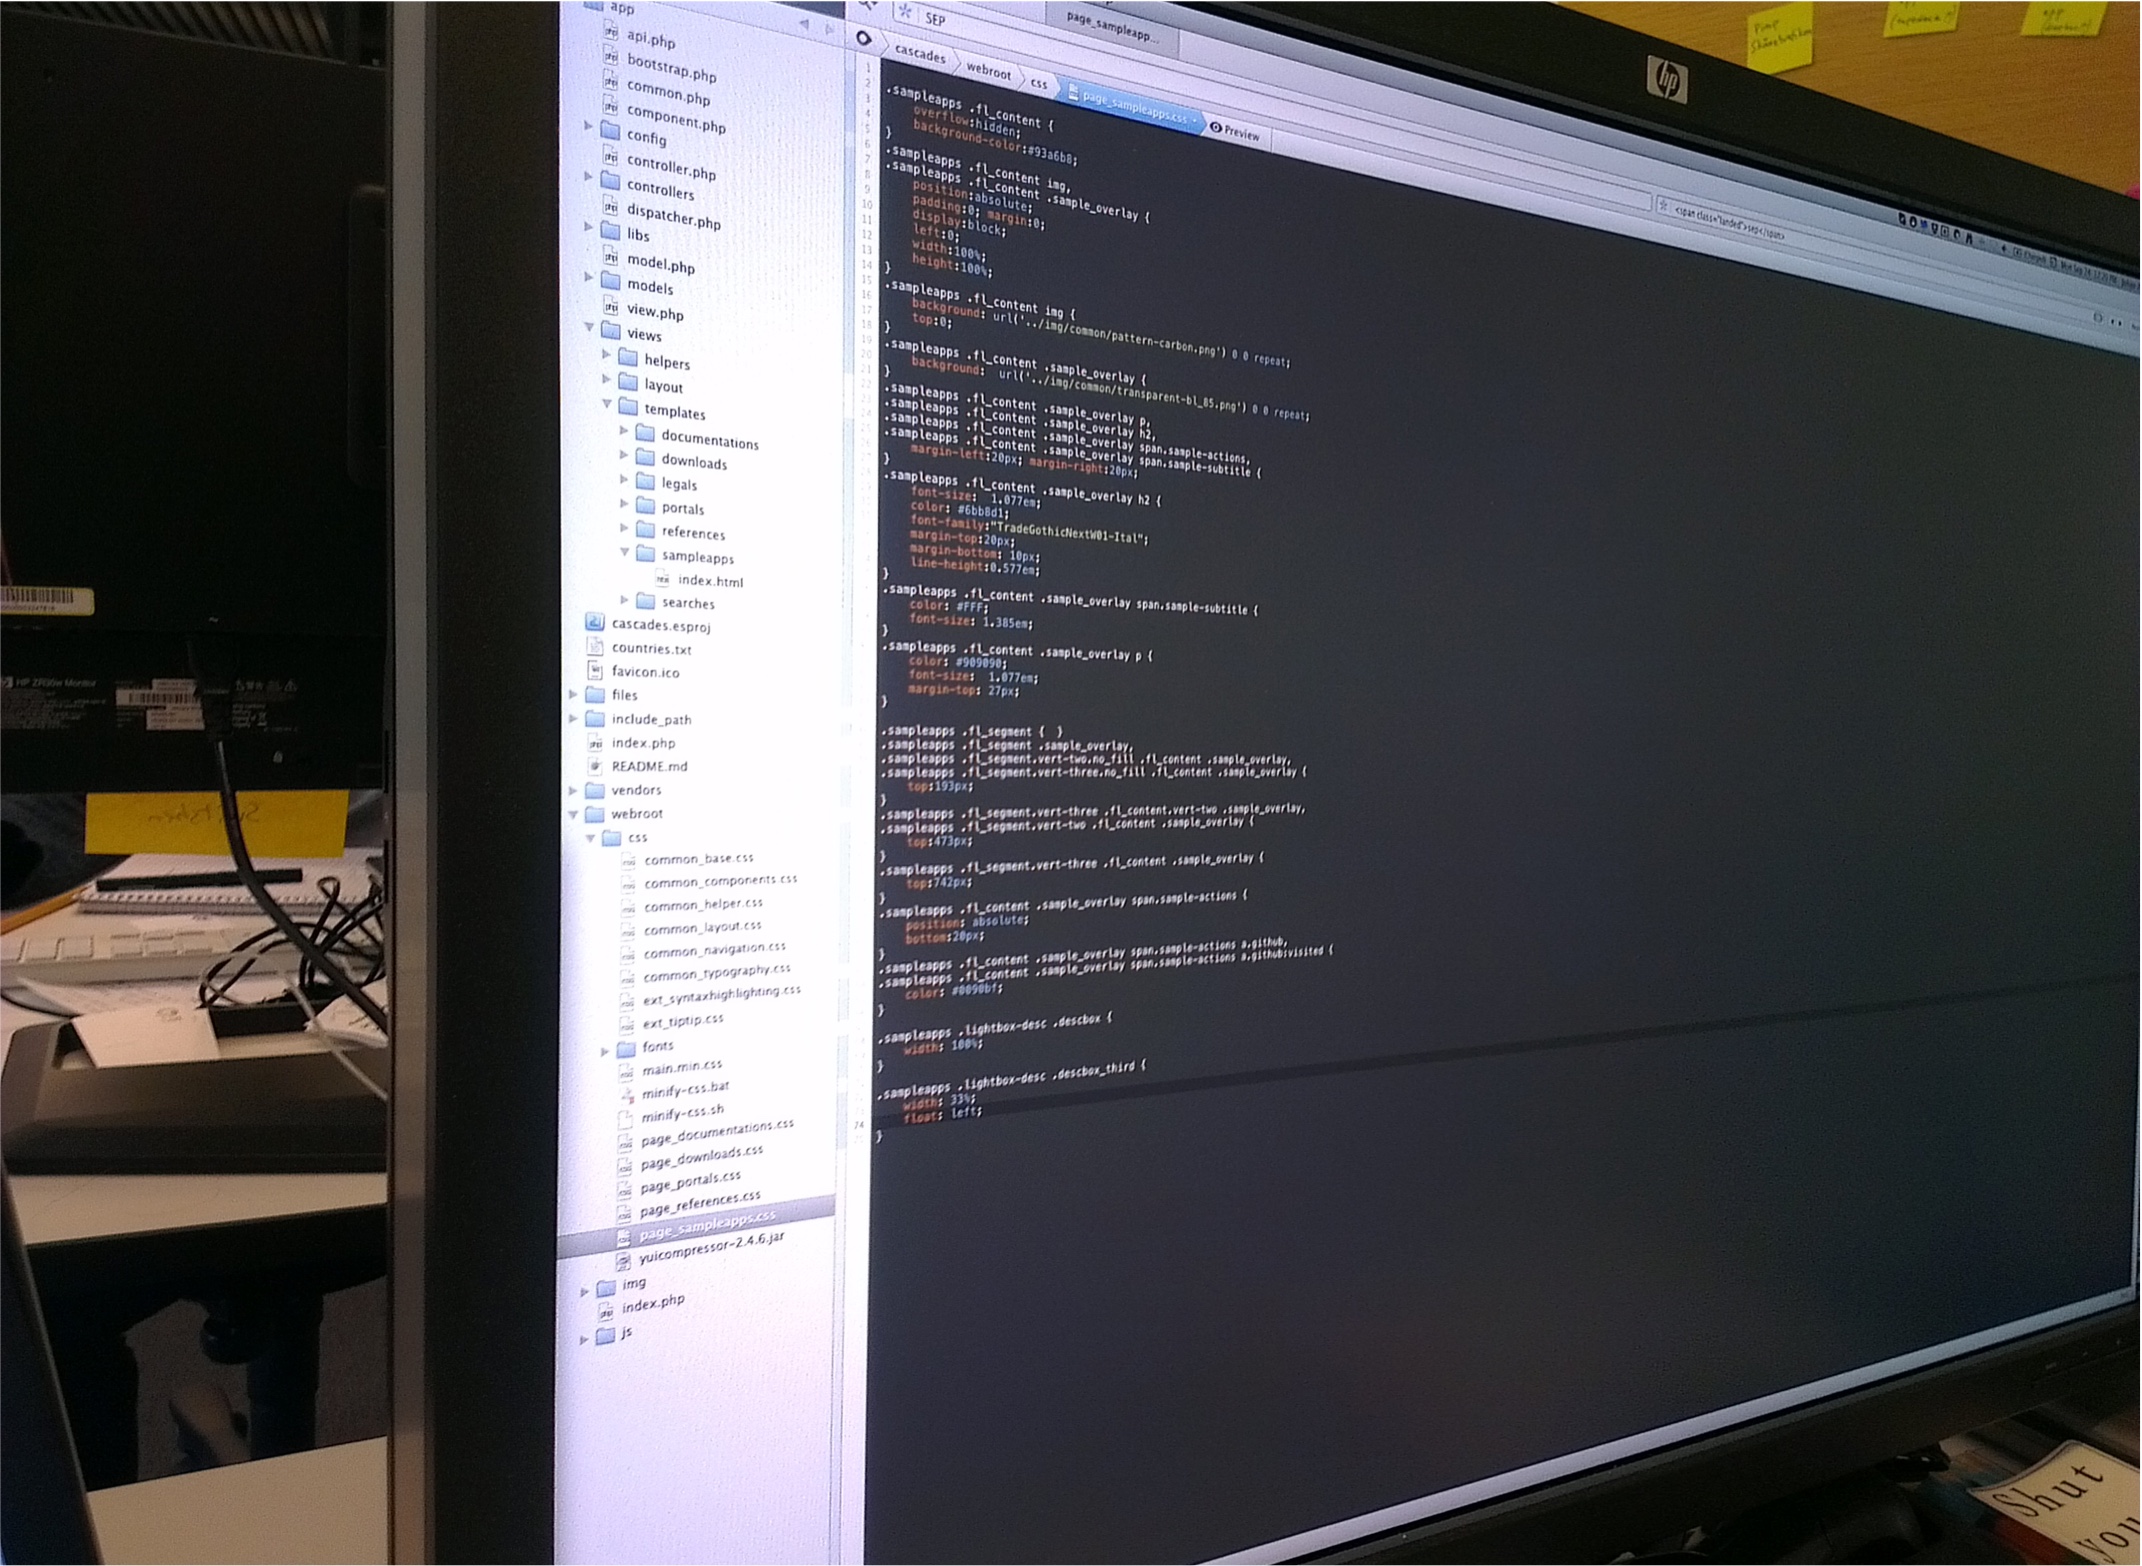 app
api.php
bootstrap.php
common.php
component.php
config
controller.php
controllers
dispatcher.php
libs
model.php
models
view.php
views
helpers
layout
templates
documentations
downloads
legals
portals
references
sampleapps
index.html
searches
cascades.esproj
countries.txt
favicon.ico
files
include_path
index.php
README.md
vendors
webroot
css
common_base.css
common_components.css
common_helper.css
common_layout.css
common_navigation.css
common_typography.css
ext_syntaxhighlighting.css
ext_tiptip.css
fonts
main.min.css
minify-css.bat
minify-css.sh
page_documentations.css
page_downloads.css
page_portals.css
page_references.css
page_sampleapps.css
yuicompressor-2.4.6.jar
img
index.php
js
SEP
page_sampleapp...
cascades webroot css page_sampleapps.css Preview
<span class="landed">sep</span>
.sampleapps .fl_content {
overflow:hidden;
background-color:#93a6b8;
}
.sampleapps .fl_content img,
.sampleapps .fl_content .sample_overlay {
position:absolute;
padding:0; margin:0;
display:block;
left:0;
width:100%;
height:100%;
}
.sampleapps .fl_content img {
background: url('../img/common/pattern-carbon.png') 0 0 repeat;
top:0;
}
.sampleapps .fl_content .sample_overlay {
background: url('../img/common/transparent-bl_85.png') 0 0 repeat;
}
.sampleapps .fl_content .sample_overlay p,
.sampleapps .fl_content .sample_overlay h2,
.sampleapps .fl_content .sample_overlay span.sample-actions,
.sampleapps .fl_content .sample_overlay span.sample-subtitle {
margin-left:20px; margin-right:20px;
}
.sampleapps .fl_content .sample_overlay h2 {
font-size: 1.077em;
color: #6bb8d1;
font-family:"TradeGothicNextW01-Ital";
margin-top:20px;
margin-bottom: 10px;
line-height:0.577em;
}
.sampleapps .fl_content .sample_overlay span.sample-subtitle {
color: #FFF;
font-size: 1.385em;
}
.sampleapps .fl_content .sample_overlay p {
color: #909090;
font-size: 1.077em;
margin-top: 27px;
}
.sampleapps .fl_segment { }
.sampleapps .fl_segment .sample_overlay,
.sampleapps .fl_segment.vert-two.no_fill .fl_content .sample_overlay,
.sampleapps .fl_segment.vert-three.no_fill .fl_content .sample_overlay {
top:193px;
}
.sampleapps .fl_segment.vert-three .fl_content.vert-two .sample_overlay,
.sampleapps .fl_segment.vert-two .fl_content .sample_overlay {
top:473px;
}
.sampleapps .fl_segment.vert-three .fl_content .sample_overlay {
top:742px;
}
.sampleapps .fl_content .sample_overlay span.sample-actions {
position: absolute;
bottom:20px;
}
.sampleapps .fl_content .sample_overlay span.sample-actions a.github,
.sampleapps .fl_content .sample_overlay span.sample-actions a.github:visited {
color: #0098bf;
}
.sampleapps .lightbox-desc .descbox {
width: 100%;
}
.sampleapps .lightbox-desc .descbox_third {
width: 33%;
float: left;
}
74
hp
HP ZR30w Monitor
Shut
you